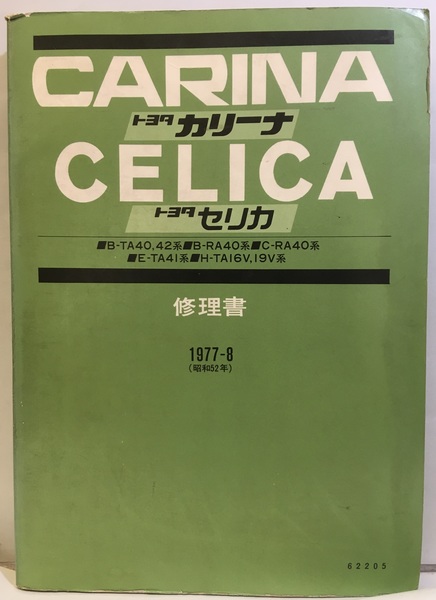 CARINA
トヨタ カリーナ
CELICA
トヨタ セリカ
■B-TA40,42系■B-RA40系■C-RA40系
■E-TA41系■H-TA16V,19V系
修理書
1977-8
(昭和52年)
62205